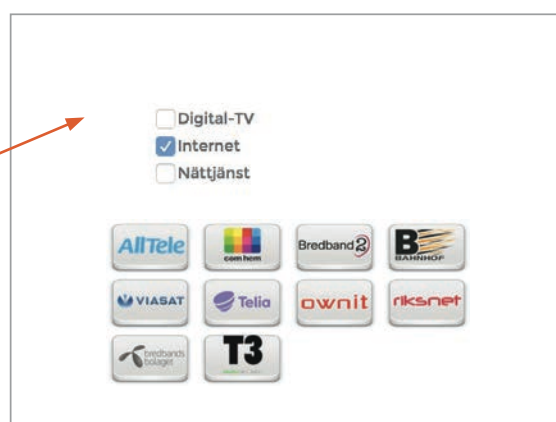 Digital-TV
Internet
Nättjänst
AllTele
com hem
Bredband2
B
BAHNHOF
VIASAT
Telia
ownit
riksnet
bredbands
bolaget
T3